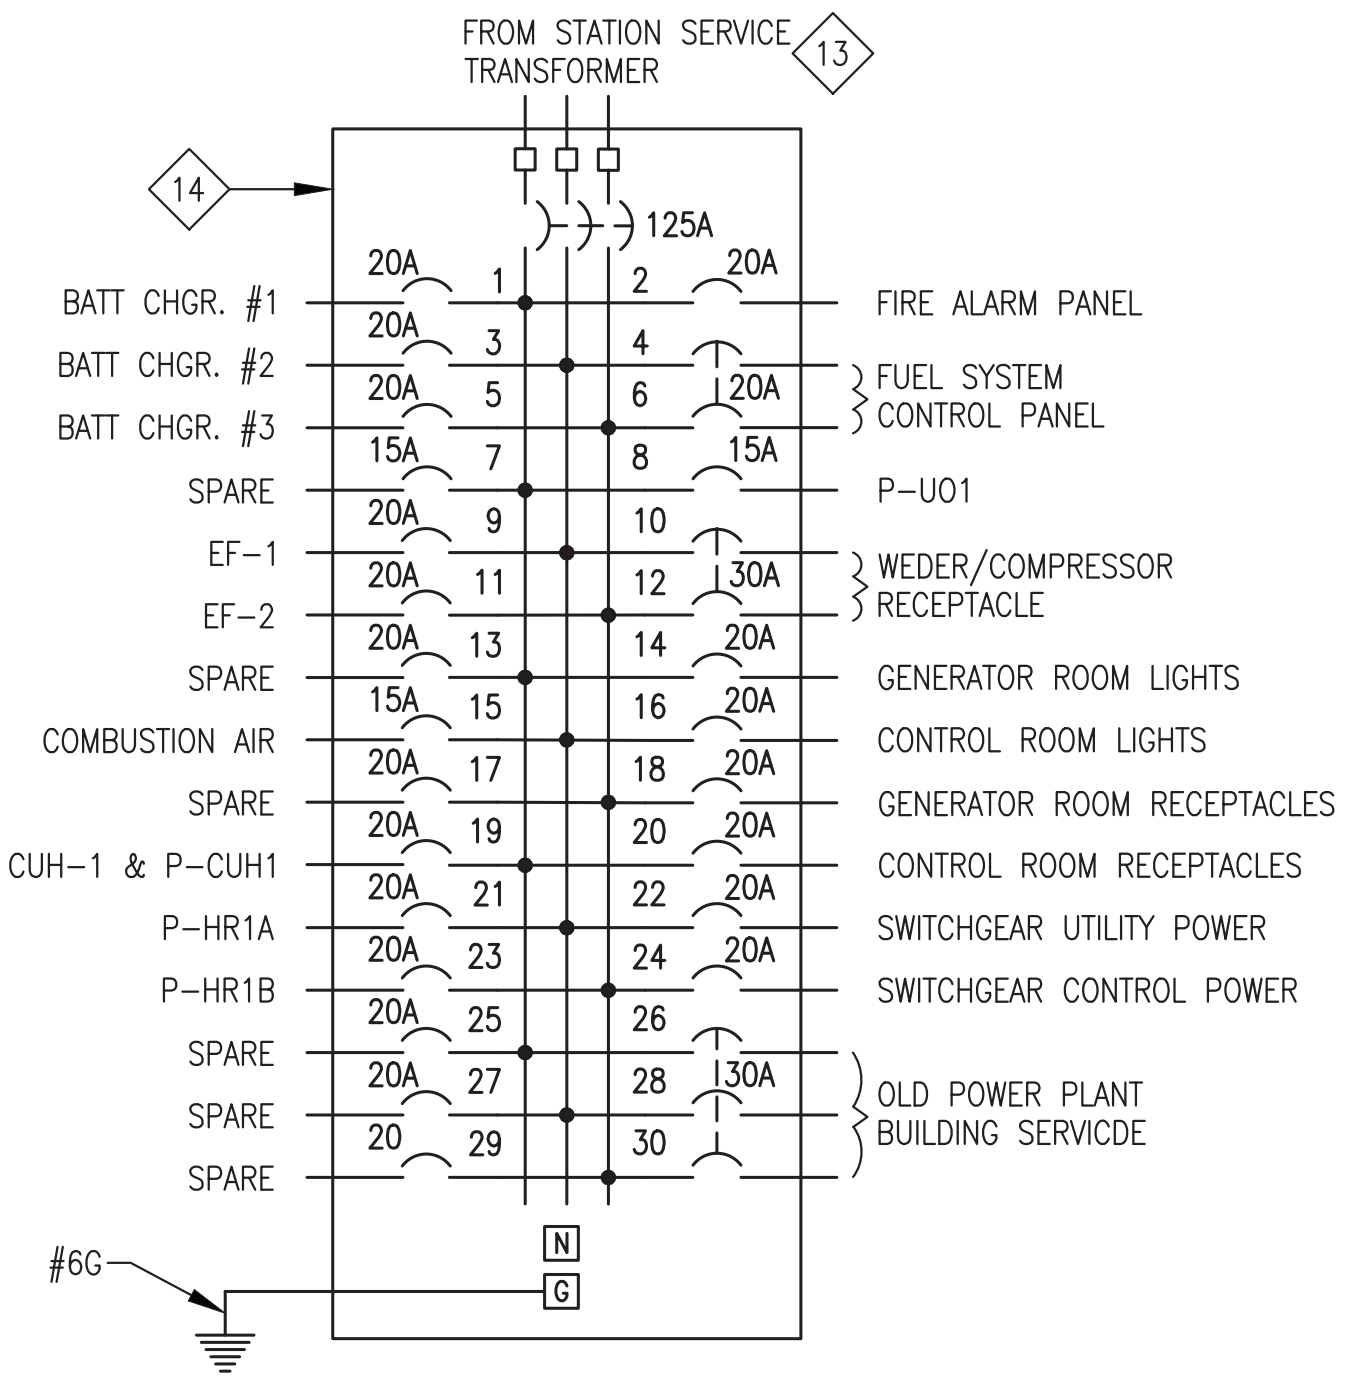 FROM STATION SERVICE
TRANSFORMER
13
14
125A
BATT CHGR. #1 20A 1 2 20A FIRE ALARM PANEL
BATT CHGR. #2 20A 3 4 FUEL SYSTEM
BATT CHGR. #3 20A 5 6 20A CONTROL PANEL
SPARE 15A 7 8 15A P-U01
EF-1 20A 9 10 WEDER/COMPRESSOR
EF-2 20A 11 12 30A RECEPTACLE
SPARE 20A 13 14 20A GENERATOR ROOM LIGHTS
COMBUSTION AIR 15A 15 16 20A CONTROL ROOM LIGHTS
SPARE 20A 17 18 20A GENERATOR ROOM RECEPTACLES
CUH-1 & P-CUH1 20A 19 20 20A CONTROL ROOM RECEPTACLES
P-HR1A 20A 21 22 20A SWITCHGEAR UTILITY POWER
P-HR1B 20A 23 24 20A SWITCHGEAR CONTROL POWER
SPARE 20A 25 26
SPARE 20A 27 28 30A OLD POWER PLANT
SPARE 20 29 30 BUILDING SERVICDE
N
#6G
G